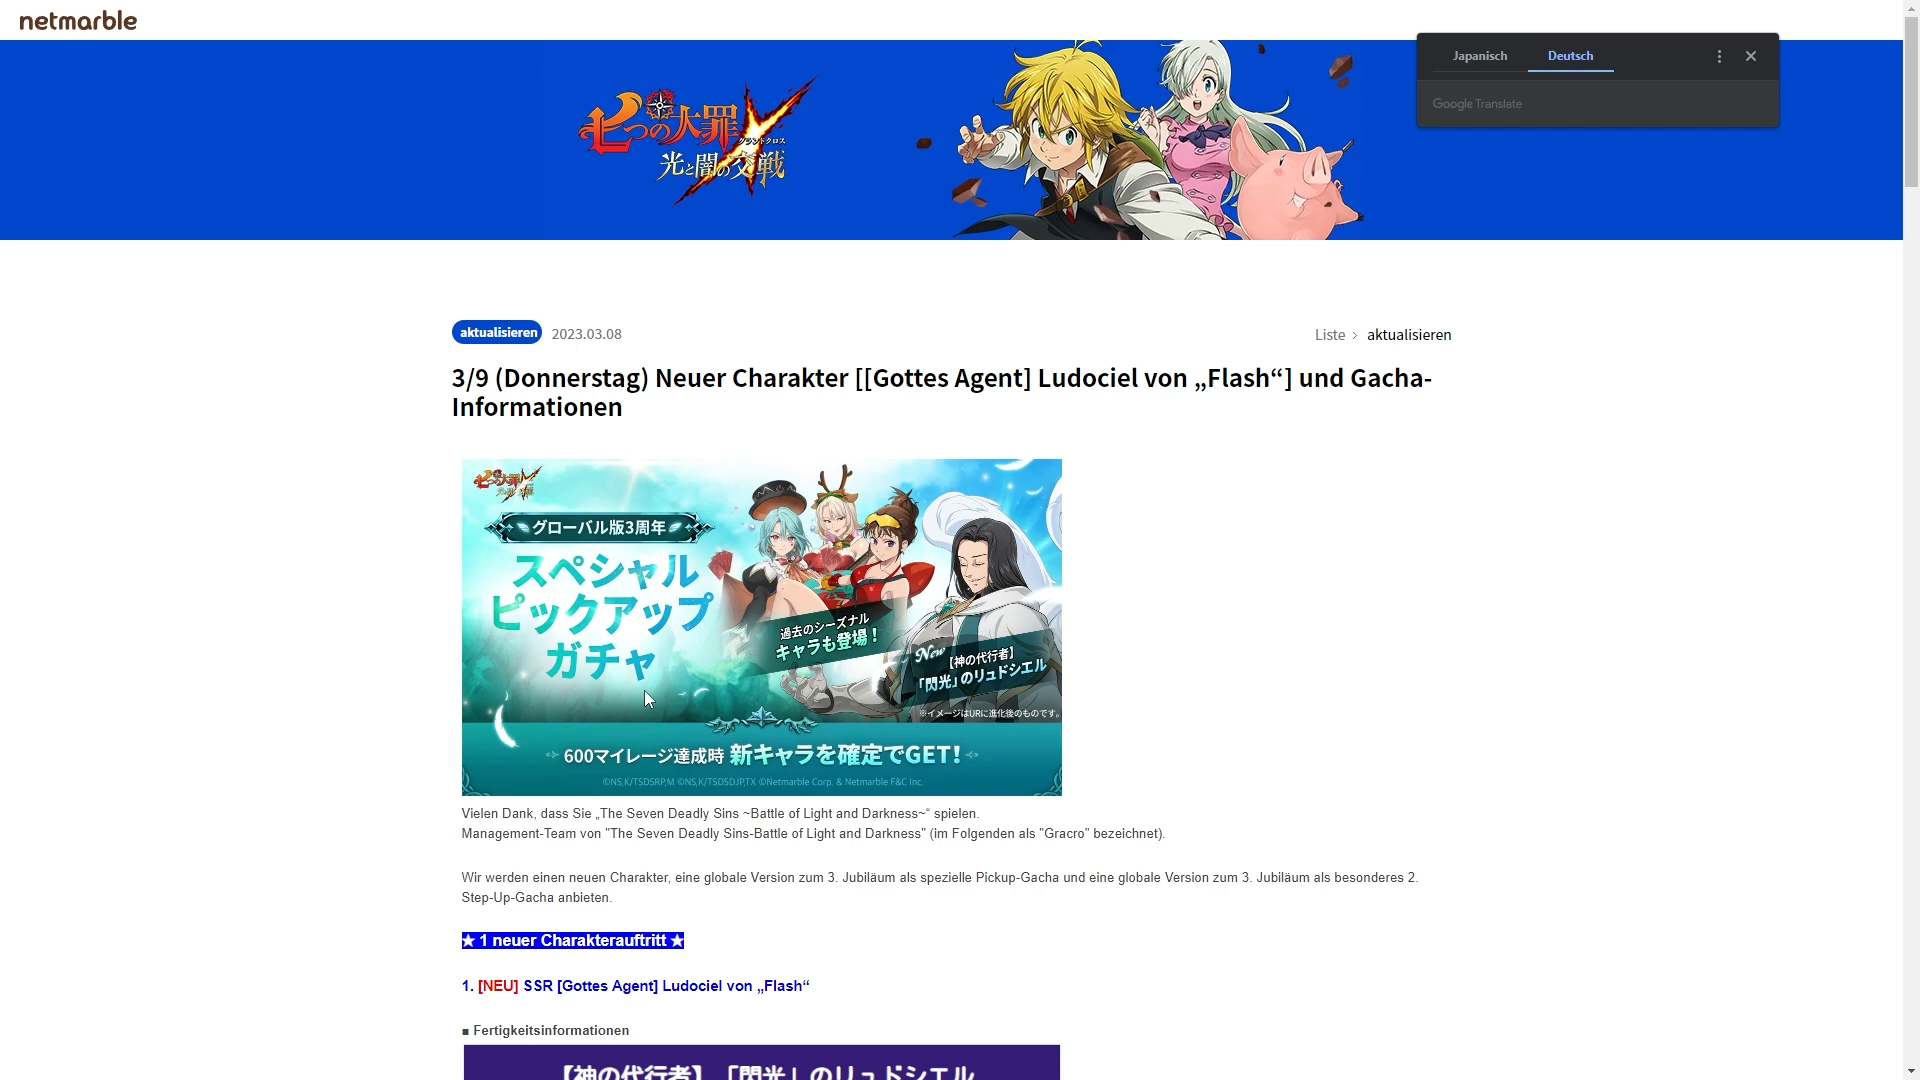 netmarble
七つの大罪
グランドクロス
光と闇の交戦
Japanisch
Deutsch
Google Translate
aktualisieren
2023.03.08
Liste
aktualisieren
3/9 (Donnerstag) Neuer Charakter [[Gottes Agent] Ludociel von „Flash“] und Gacha-
Informationen
七つの大罪
光と闇の交戦
グローバル版3周年
スペシャル
ピックアップ
ガチャ
過去のシーズナル
キャラも登場！
New
【神の代行者】
「閃光」のリュドシエル
※イメージはURに進化後のものです。
600マイレージ達成時 新キャラを確定でGET！
©NS,K/TSDSRP,M ©NS,K/TSDSDJP,TX ©Netmarble Corp. & Netmarble F&C Inc.
Vielen Dank, dass Sie „The Seven Deadly Sins ~Battle of Light and Darkness~“ spielen.
Management-Team von "The Seven Deadly Sins-Battle of Light and Darkness" (im Folgenden als "Gracro" bezeichnet).
Wir werden einen neuen Charakter, eine globale Version zum 3. Jubiläum als spezielle Pickup-Gacha und eine globale Version zum 3. Jubiläum als besonderes 2.
Step-Up-Gacha anbieten.
★ 1 neuer Charakterauftritt ★
1. [NEU] SSR [Gottes Agent] Ludociel von „Flash“
■ Fertigkeitsinformationen
【神の代行者】「閃光」のリュドシエル